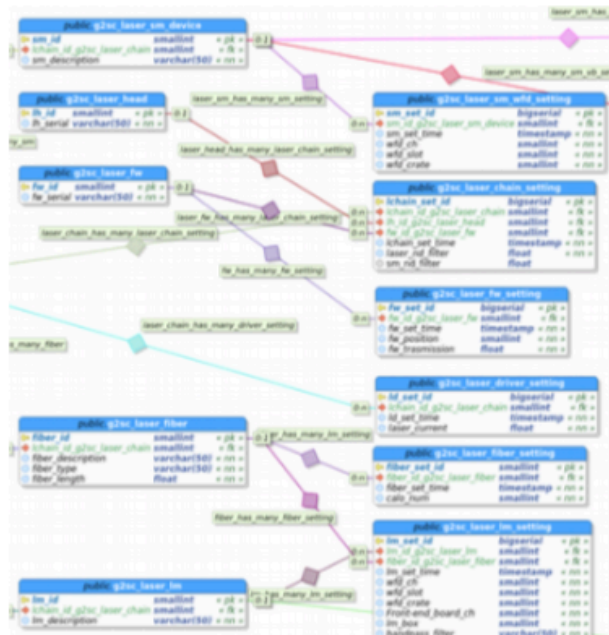 public.g2sc_laser_sm_device
sm_id smallint « pk »
lchain_id_g2sc_laser_chain smallint « fk »
sm_description varchar(50) « nn »
laser_sm_has_many_sm_setting
public.g2sc_laser_sm_wfd_setting
sm_set_id bigserial « pk »
sm_id_g2sc_laser_sm_device smallint « fk »
sm_set_time timestamp « nn »
wfd_ch smallint « nn »
wfd_slot smallint « nn »
wfd_crate smallint « nn »
public.g2sc_laser_head
lh_id smallint « pk »
lh_serial varchar(50) « nn »
laser_head_has_many_laser_chain_setting
public.g2sc_laser_fw
fw_id smallint « pk »
fw_serial varchar(50) « nn »
public.g2sc_laser_chain_setting
lchain_set_id bigserial « pk »
lchain_id_g2sc_laser_chain smallint « fk »
lh_id_g2sc_laser_head smallint « fk »
fw_id_g2sc_laser_fw smallint « fk »
lchain_set_time timestamp « nn »
laser_nd_filter float
sm_nd_filter float
laser_fw_has_many_laser_chain_setting
laser_chain_has_many_laser_chain_setting
fw_has_many_fw_setting
public.g2sc_laser_fw_setting
fw_set_id bigserial « pk »
fw_id_g2sc_laser_fw smallint « fk »
fw_set_time timestamp « nn »
fw_position smallint « nn »
fw_trasmission float « nn »
laser_chain_has_many_driver_setting
s_many_fiber
public.g2sc_laser_driver_setting
ld_set_id bigserial « pk »
lchain_id_g2sc_laser_chain smallint « fk »
ld_set_time timestamp « nn »
laser_current float « nn »
public.g2sc_laser_fiber
fiber_id smallint « pk »
lchain_id_g2sc_laser_chain smallint « fk »
fiber_description varchar(50) « nn »
fiber_type varchar(50) « nn »
fiber_length float « nn »
r_has_many_lm_setting
public.g2sc_laser_fiber_setting
fiber_set_id smallint « pk »
fiber_id_g2sc_laser_fiber smallint « fk »
fiber_set_time timestamp « nn »
calo_num smallint « nn »
fiber_has_many_fiber_setting
public.g2sc_laser_lm_setting
lm_set_id bigserial « pk »
lm_id_g2sc_laser_lm smallint « fk »
fiber_id_g2sc_laser_fiber smallint « fk »
lm_set_time timestamp « nn »
wfd_ch smallint « nn »
wfd_slot smallint « nn »
wfd_crate smallint « nn »
Front-end_board_ch smallint « nn »
lm_box smallint « nn »
public.g2sc_laser_lm
lm_id smallint « pk »
lchain_id_g2sc_laser_chain smallint « fk »
lm_description varchar(50) « nn »
has_many_lm_setting